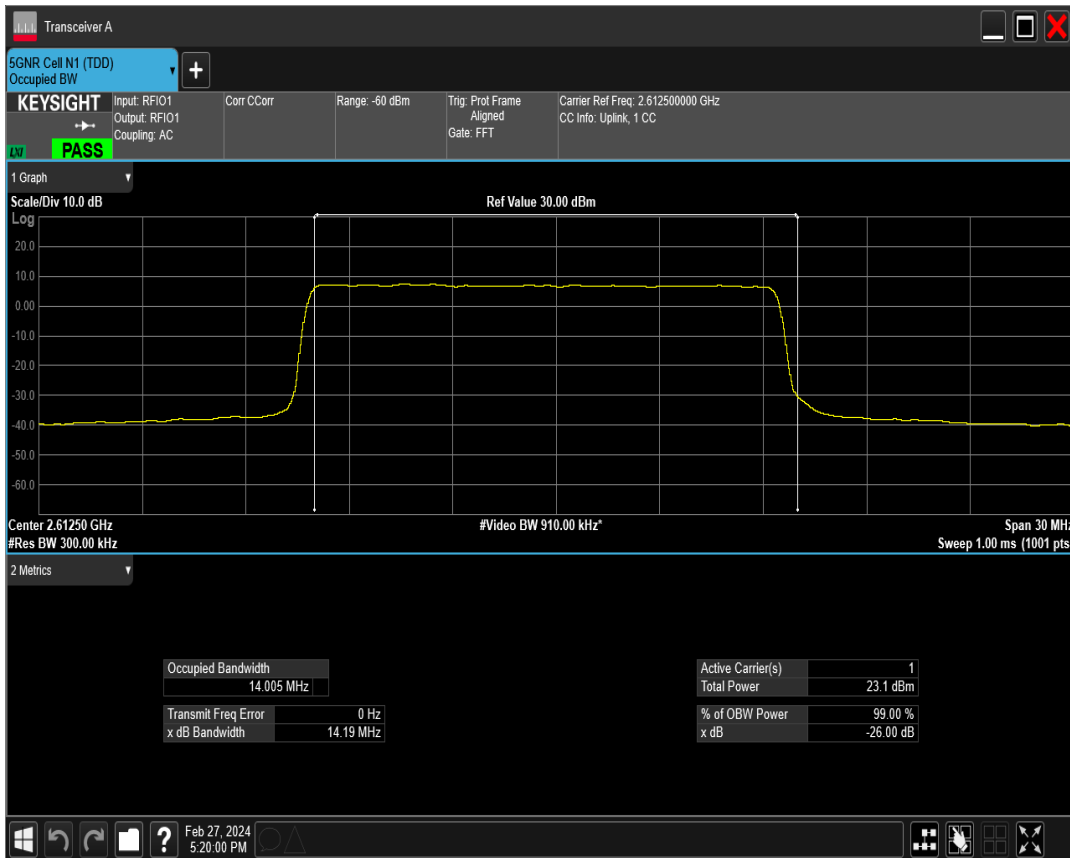 Transceiver A
5GNR Cell N1 (TDD)
Occupied BW
+
KEYSIGHT
LXI
PASS
Input: RFIO1
Output: RFIO1
Coupling: AC
Corr CCorr
Range: -60 dBm
Trig: Prot Frame
Aligned
Gate: FFT
Carrier Ref Freq: 2.612500000 GHz
CC Info: Uplink, 1 CC
1 Graph
Scale/Div 10.0 dB
Ref Value 30.00 dBm
Log
20.0
10.0
0.00
-10.0
-20.0
-30.0
-40.0
-50.0
-60.0
Center 2.61250 GHz
#Video BW 910.00 kHz*
Span 30 MHz
#Res BW 300.00 kHz
Sweep 1.00 ms (1001 pts
2 Metrics
Occupied Bandwidth
14.005 MHz
Transmit Freq Error 0 Hz
x dB Bandwidth 14.19 MHz
Active Carrier(s) 1
Total Power 23.1 dBm
% of OBW Power 99.00 %
x dB -26.00 dB
?
Feb 27, 2024
5:20:00 PM